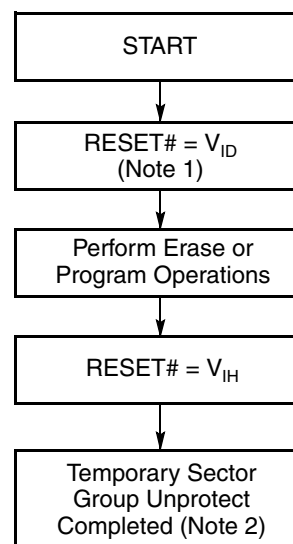 START
RESET# = VID
(Note 1)
Perform Erase or
Program Operations
RESET# = VIH
Temporary Sector
Group Unprotect
Completed (Note 2)